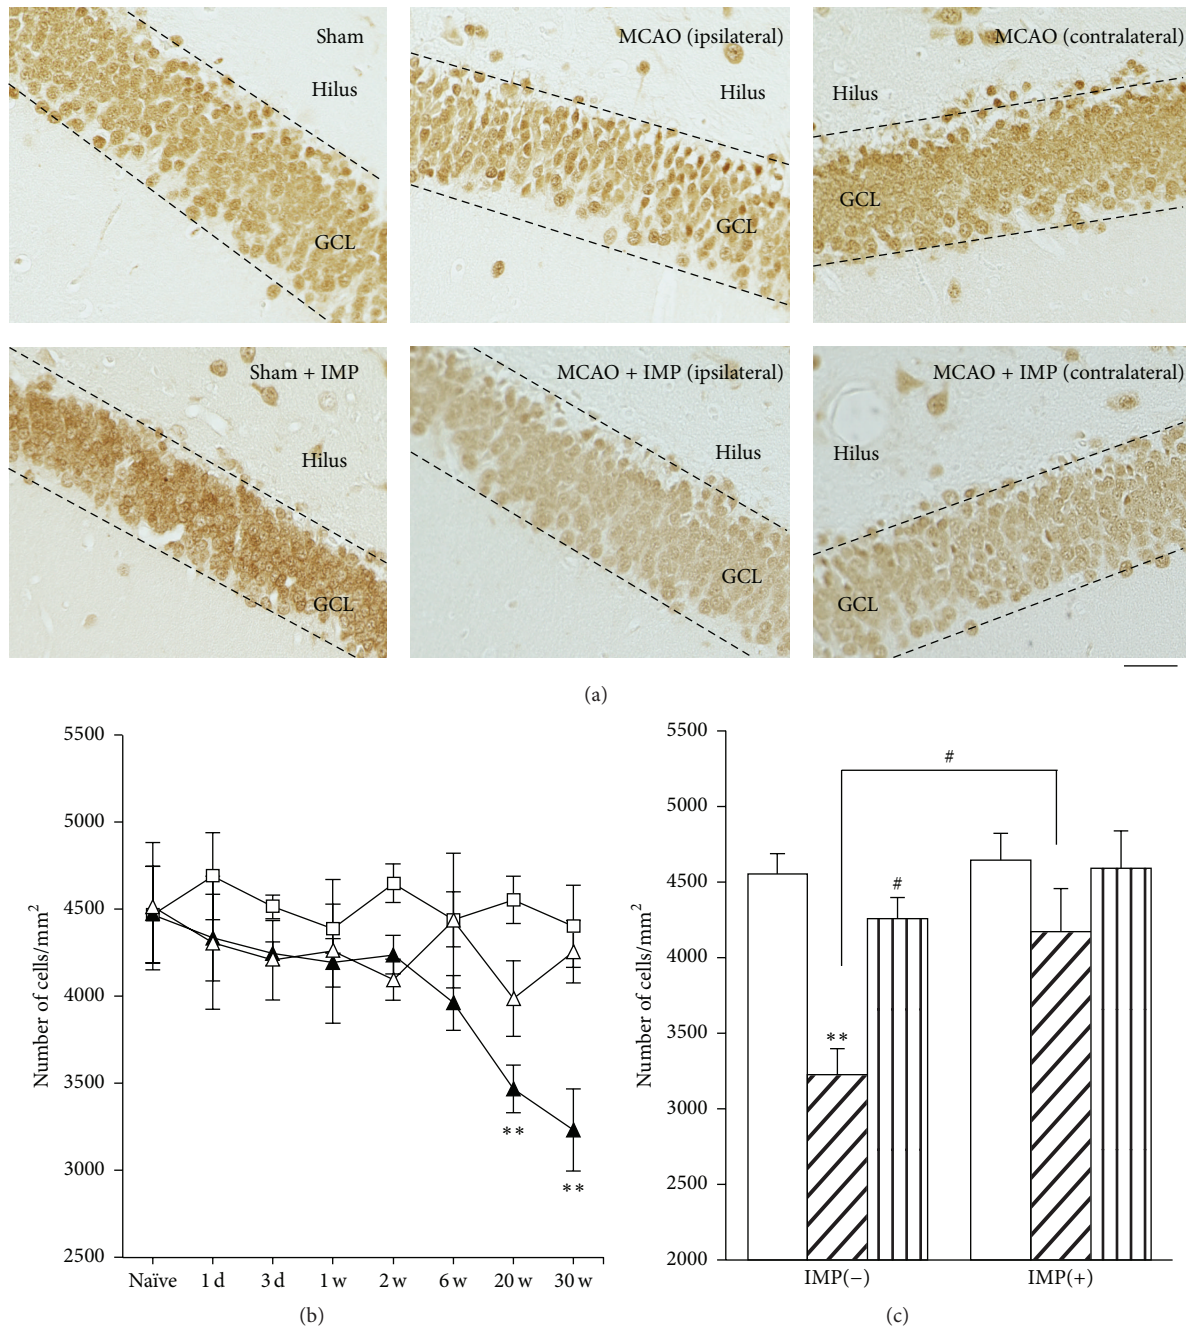 Sham
Hilus
GCL
MCAO (ipsilateral)
Hilus
GCL
MCAO (contralateral)
Hilus
GCL
Sham + IMP
Hilus
GCL
MCAO + IMP (ipsilateral)
Hilus
GCL
MCAO + IMP (contralateral)
Hilus
GCL
(a)
Number of cells/mm²
5500
5000
4500
4000
3500
3000
2500
**
**
Naïve 1 d 3 d 1 w 2 w 6 w 20 w 30 w
(b)
Number of cells/mm²
5500
5000
4500
4000
3500
3000
2000
#
#
**
IMP(−) IMP(+)
(c)